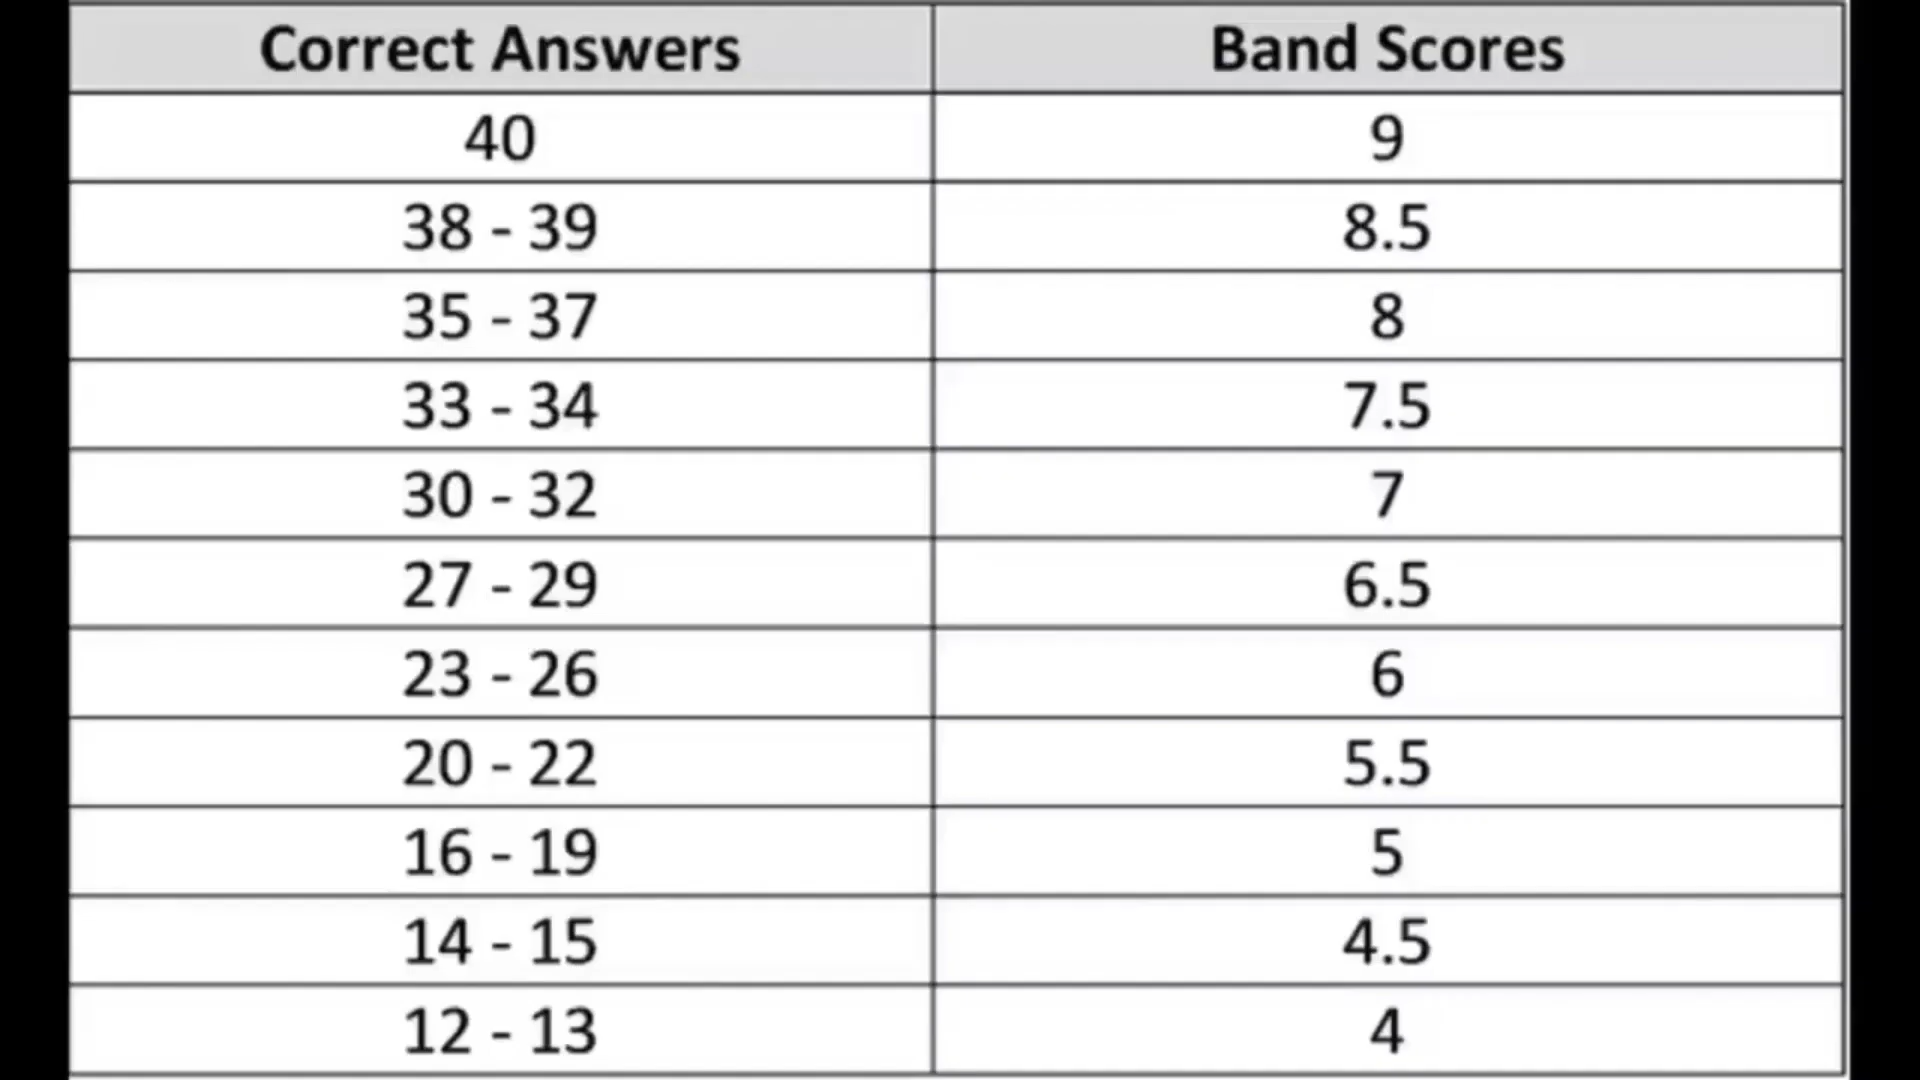 Correct Answers Band Scores
40 9
38 - 39 8.5
35 - 37 8
33 - 34 7.5
30 - 32 7
27 - 29 6.5
23 - 26 6
20 - 22 5.5
16 - 19 5
14 - 15 4.5
12 - 13 4